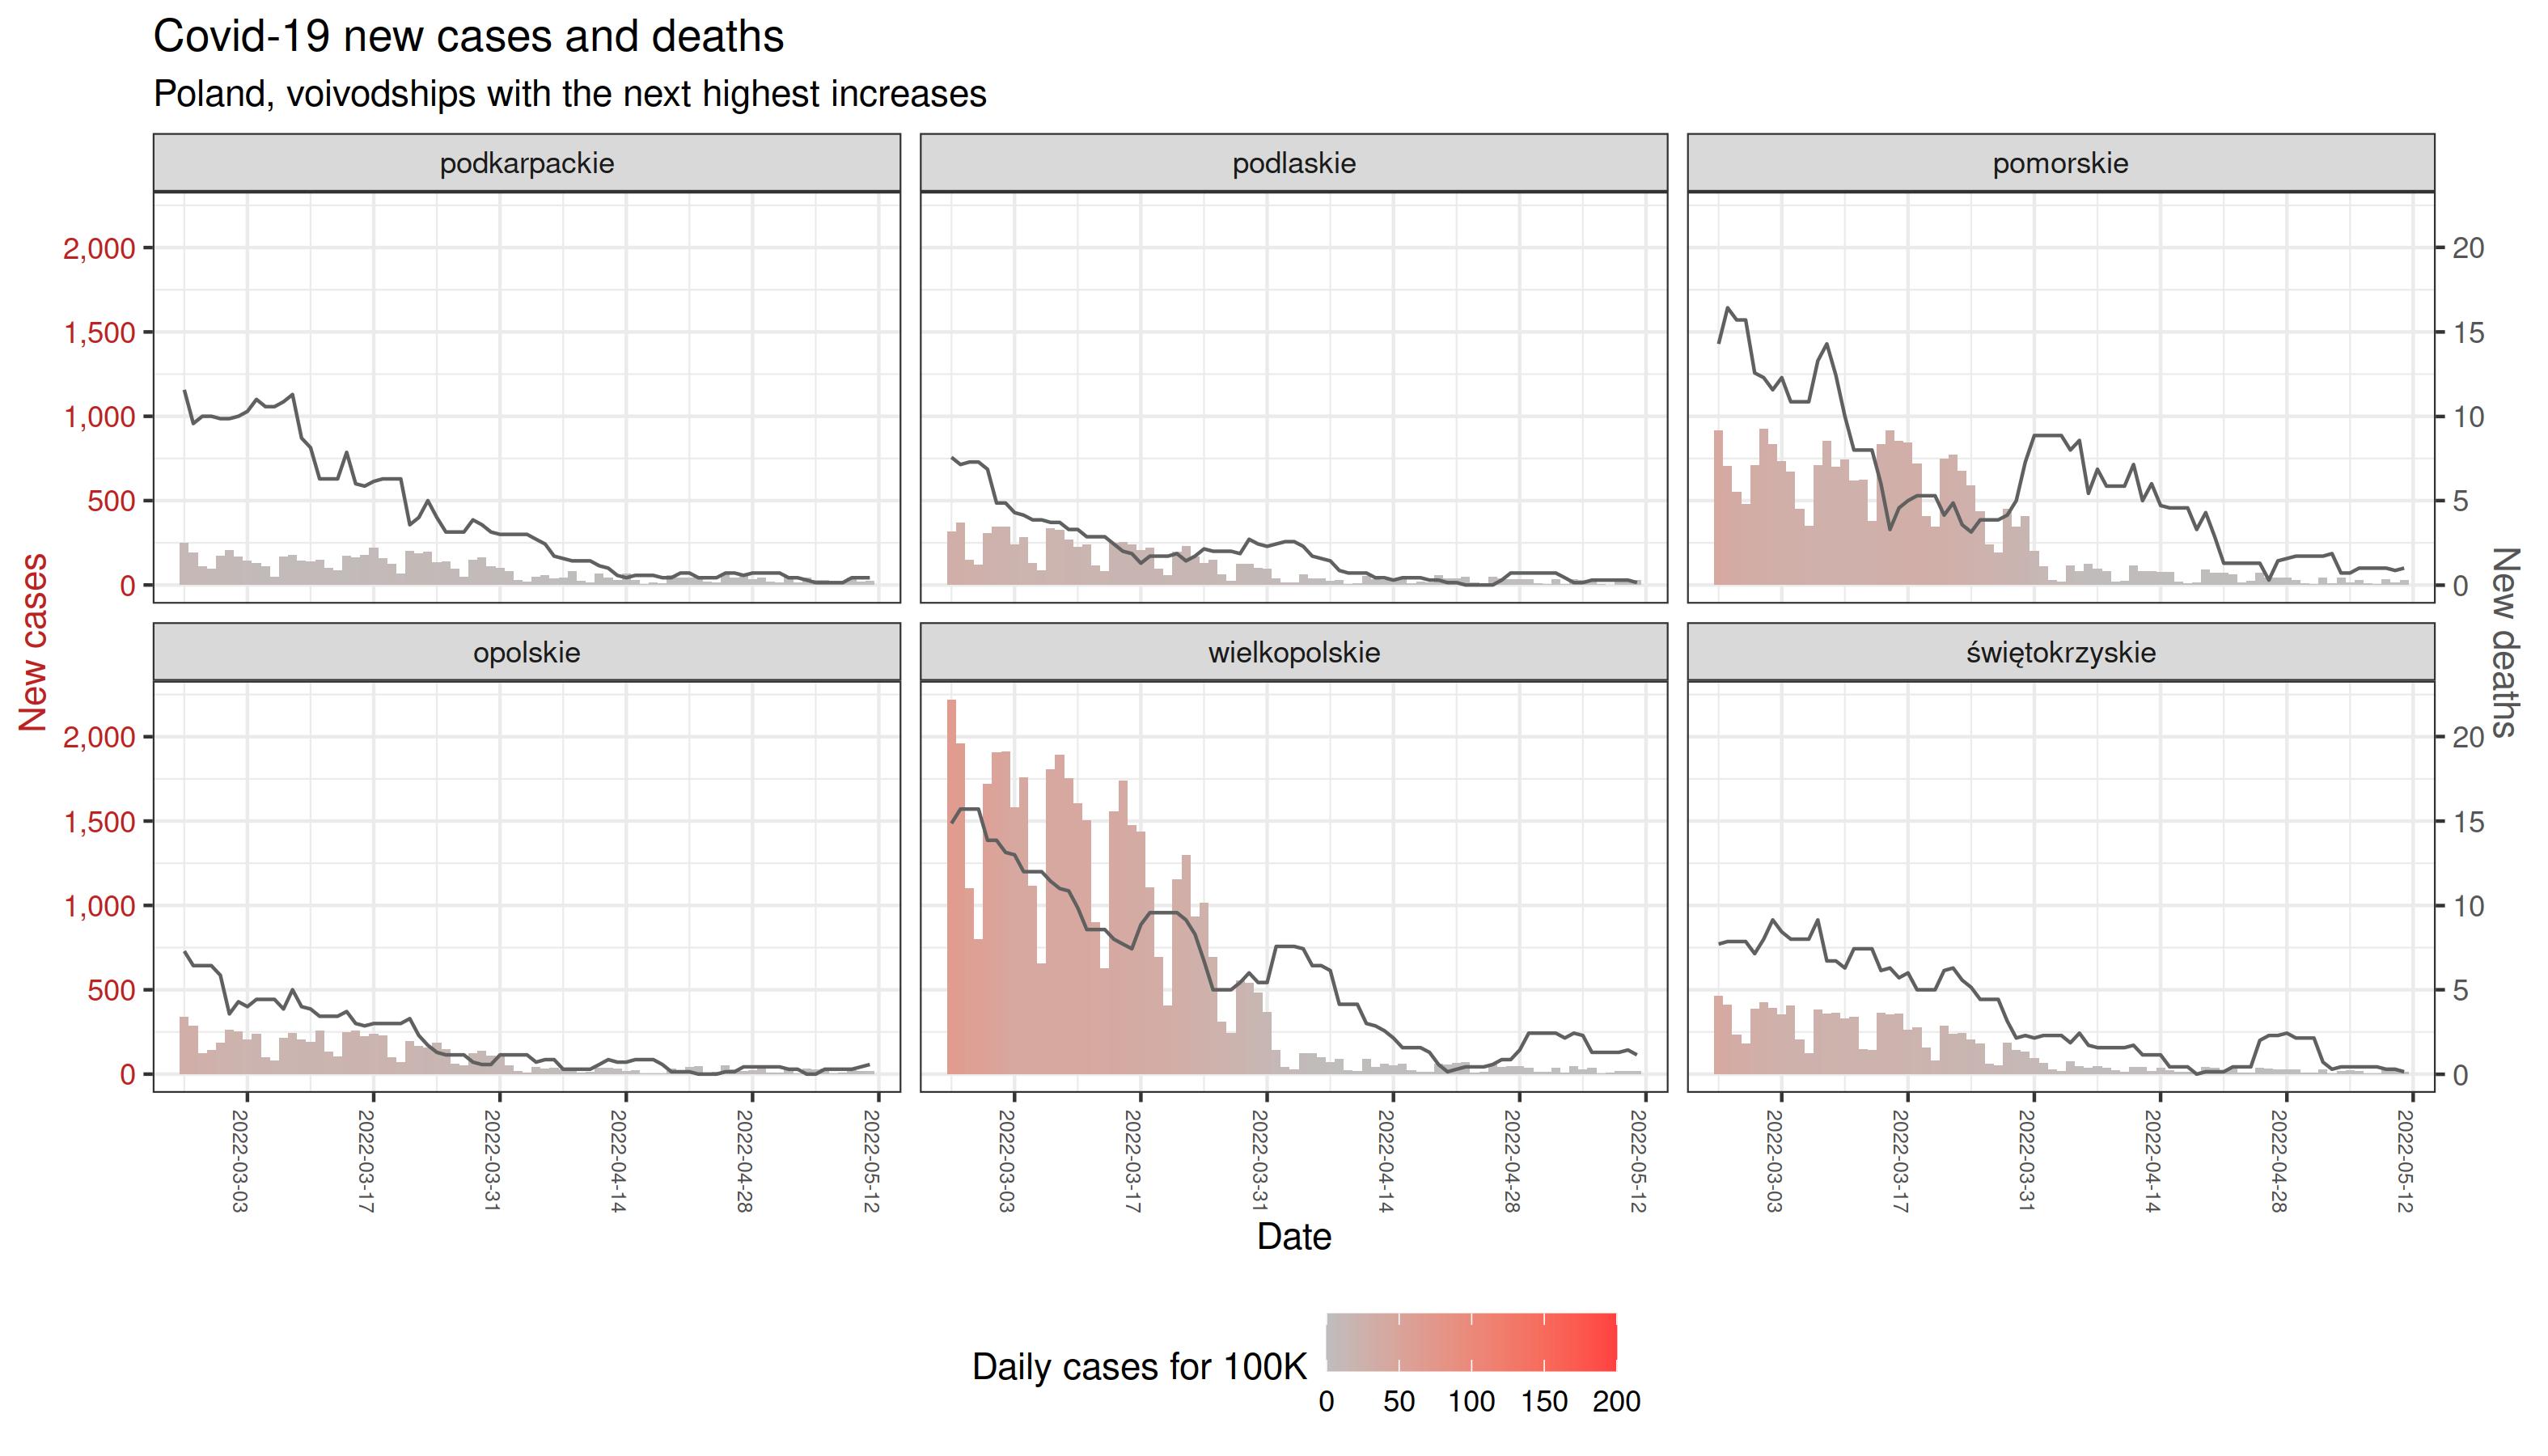 Covid-19 new cases and deaths
Poland, voivodships with the next highest increases
podkarpackie
podlaskie
pomorskie
2,000
1,500
1,000
500
0
20
15
10
5
0
New cases
New deaths
opolskie
wielkopolskie
świętokrzyskie
2,000
1,500
1,000
500
0
20
15
10
5
0
2022-03-03
2022-03-17
2022-03-31
2022-04-14
2022-04-28
2022-05-12
2022-03-03
2022-03-17
2022-03-31
2022-04-14
2022-04-28
2022-05-12
2022-03-03
2022-03-17
2022-03-31
2022-04-14
2022-04-28
2022-05-12
Date
Daily cases for 100K
0 50 100 150 200